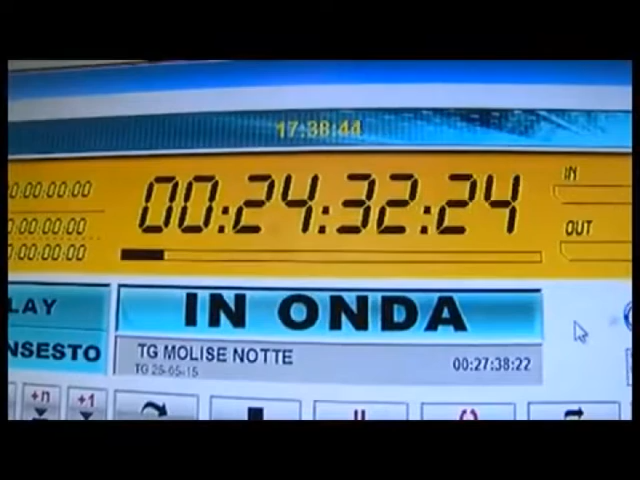 17:38:44
00:00:00:00
00:24:32:24
IN
00:00:00:00
OUT
00:00:00:00
LAY
IN ONDA
NSESTO
TG MOLISE NOTTE
TG 25-05-15
00:27:38:22
+n
+1